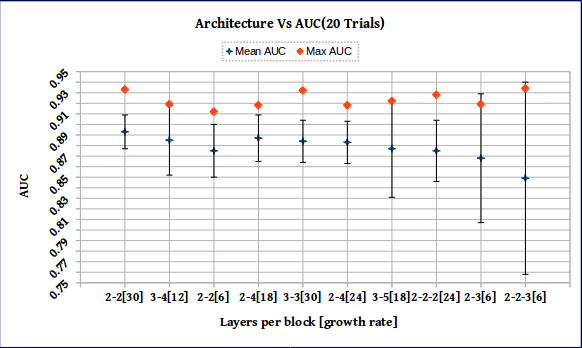 Architecture Vs AUC(20 Trials)
Mean AUC
Max AUC
0.95
0.93
0.91
0.89
0.87
0.85
0.83
0.81
0.79
0.77
0.75
AUC
2-2[30] 3-4[12] 2-2[6] 2-4[18] 3-3[30] 2-4[24] 3-5[18] 2-2-2[24] 2-3[6] 2-2-3[6]
Layers per block [growth rate]